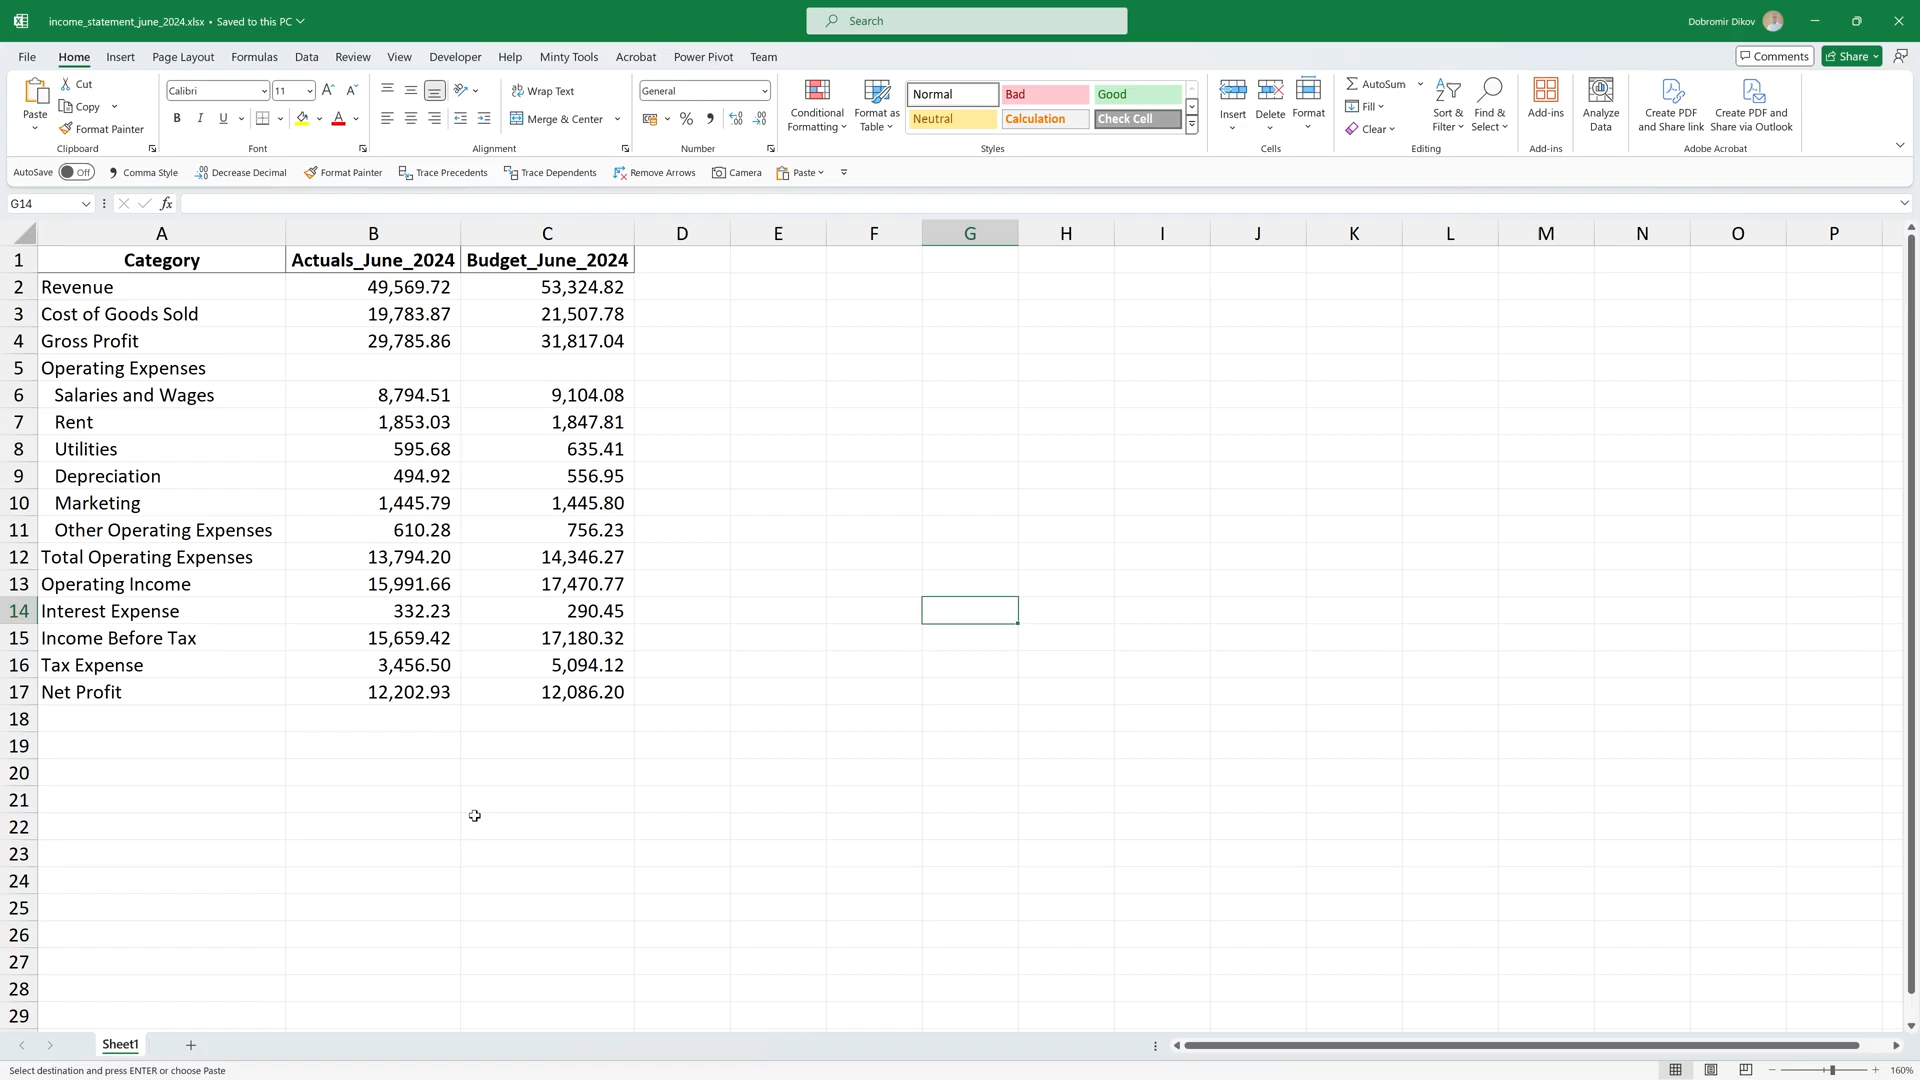 income_statement_june_2024.xlsx • Saved to this PC
Search
Dobromir Dikov
File Home Insert Page Layout Formulas Data Review View Developer Help Minty Tools Acrobat Power Pivot Team
Comments Share
Paste
Cut
Copy
Format Painter
Clipboard
Calibri 11
B I U
Font
Wrap Text
Merge & Center
Alignment
General
%
Number
Conditional Formatting
Format as Table
Normal Bad Good
Neutral Calculation Check Cell
Styles
Insert Delete Format
Cells
AutoSum
Fill
Clear
Sort & Filter
Find & Select
Editing
Add-ins
Add-ins
Analyze Data
Create PDF and Share link
Create PDF and Share via Outlook
Adobe Acrobat
AutoSave Off Comma Style Decrease Decimal Format Painter Trace Precedents Trace Dependents Remove Arrows Camera Paste
G14 fx
A B C D E F G H I J K L M N O P
1 Category Actuals_June_2024 Budget_June_2024
2 Revenue 49,569.72 53,324.82
3 Cost of Goods Sold 19,783.87 21,507.78
4 Gross Profit 29,785.86 31,817.04
5 Operating Expenses
6 Salaries and Wages 8,794.51 9,104.08
7 Rent 1,853.03 1,847.81
8 Utilities 595.68 635.41
9 Depreciation 494.92 556.95
10 Marketing 1,445.79 1,445.80
11 Other Operating Expenses 610.28 756.23
12 Total Operating Expenses 13,794.20 14,346.27
13 Operating Income 15,991.66 17,470.77
14 Interest Expense 332.23 290.45
15 Income Before Tax 15,659.42 17,180.32
16 Tax Expense 3,456.50 5,094.12
17 Net Profit 12,202.93 12,086.20
18
19
20
21
22
23
24
25
26
27
28
29
Sheet1
Select destination and press ENTER or choose Paste
160%